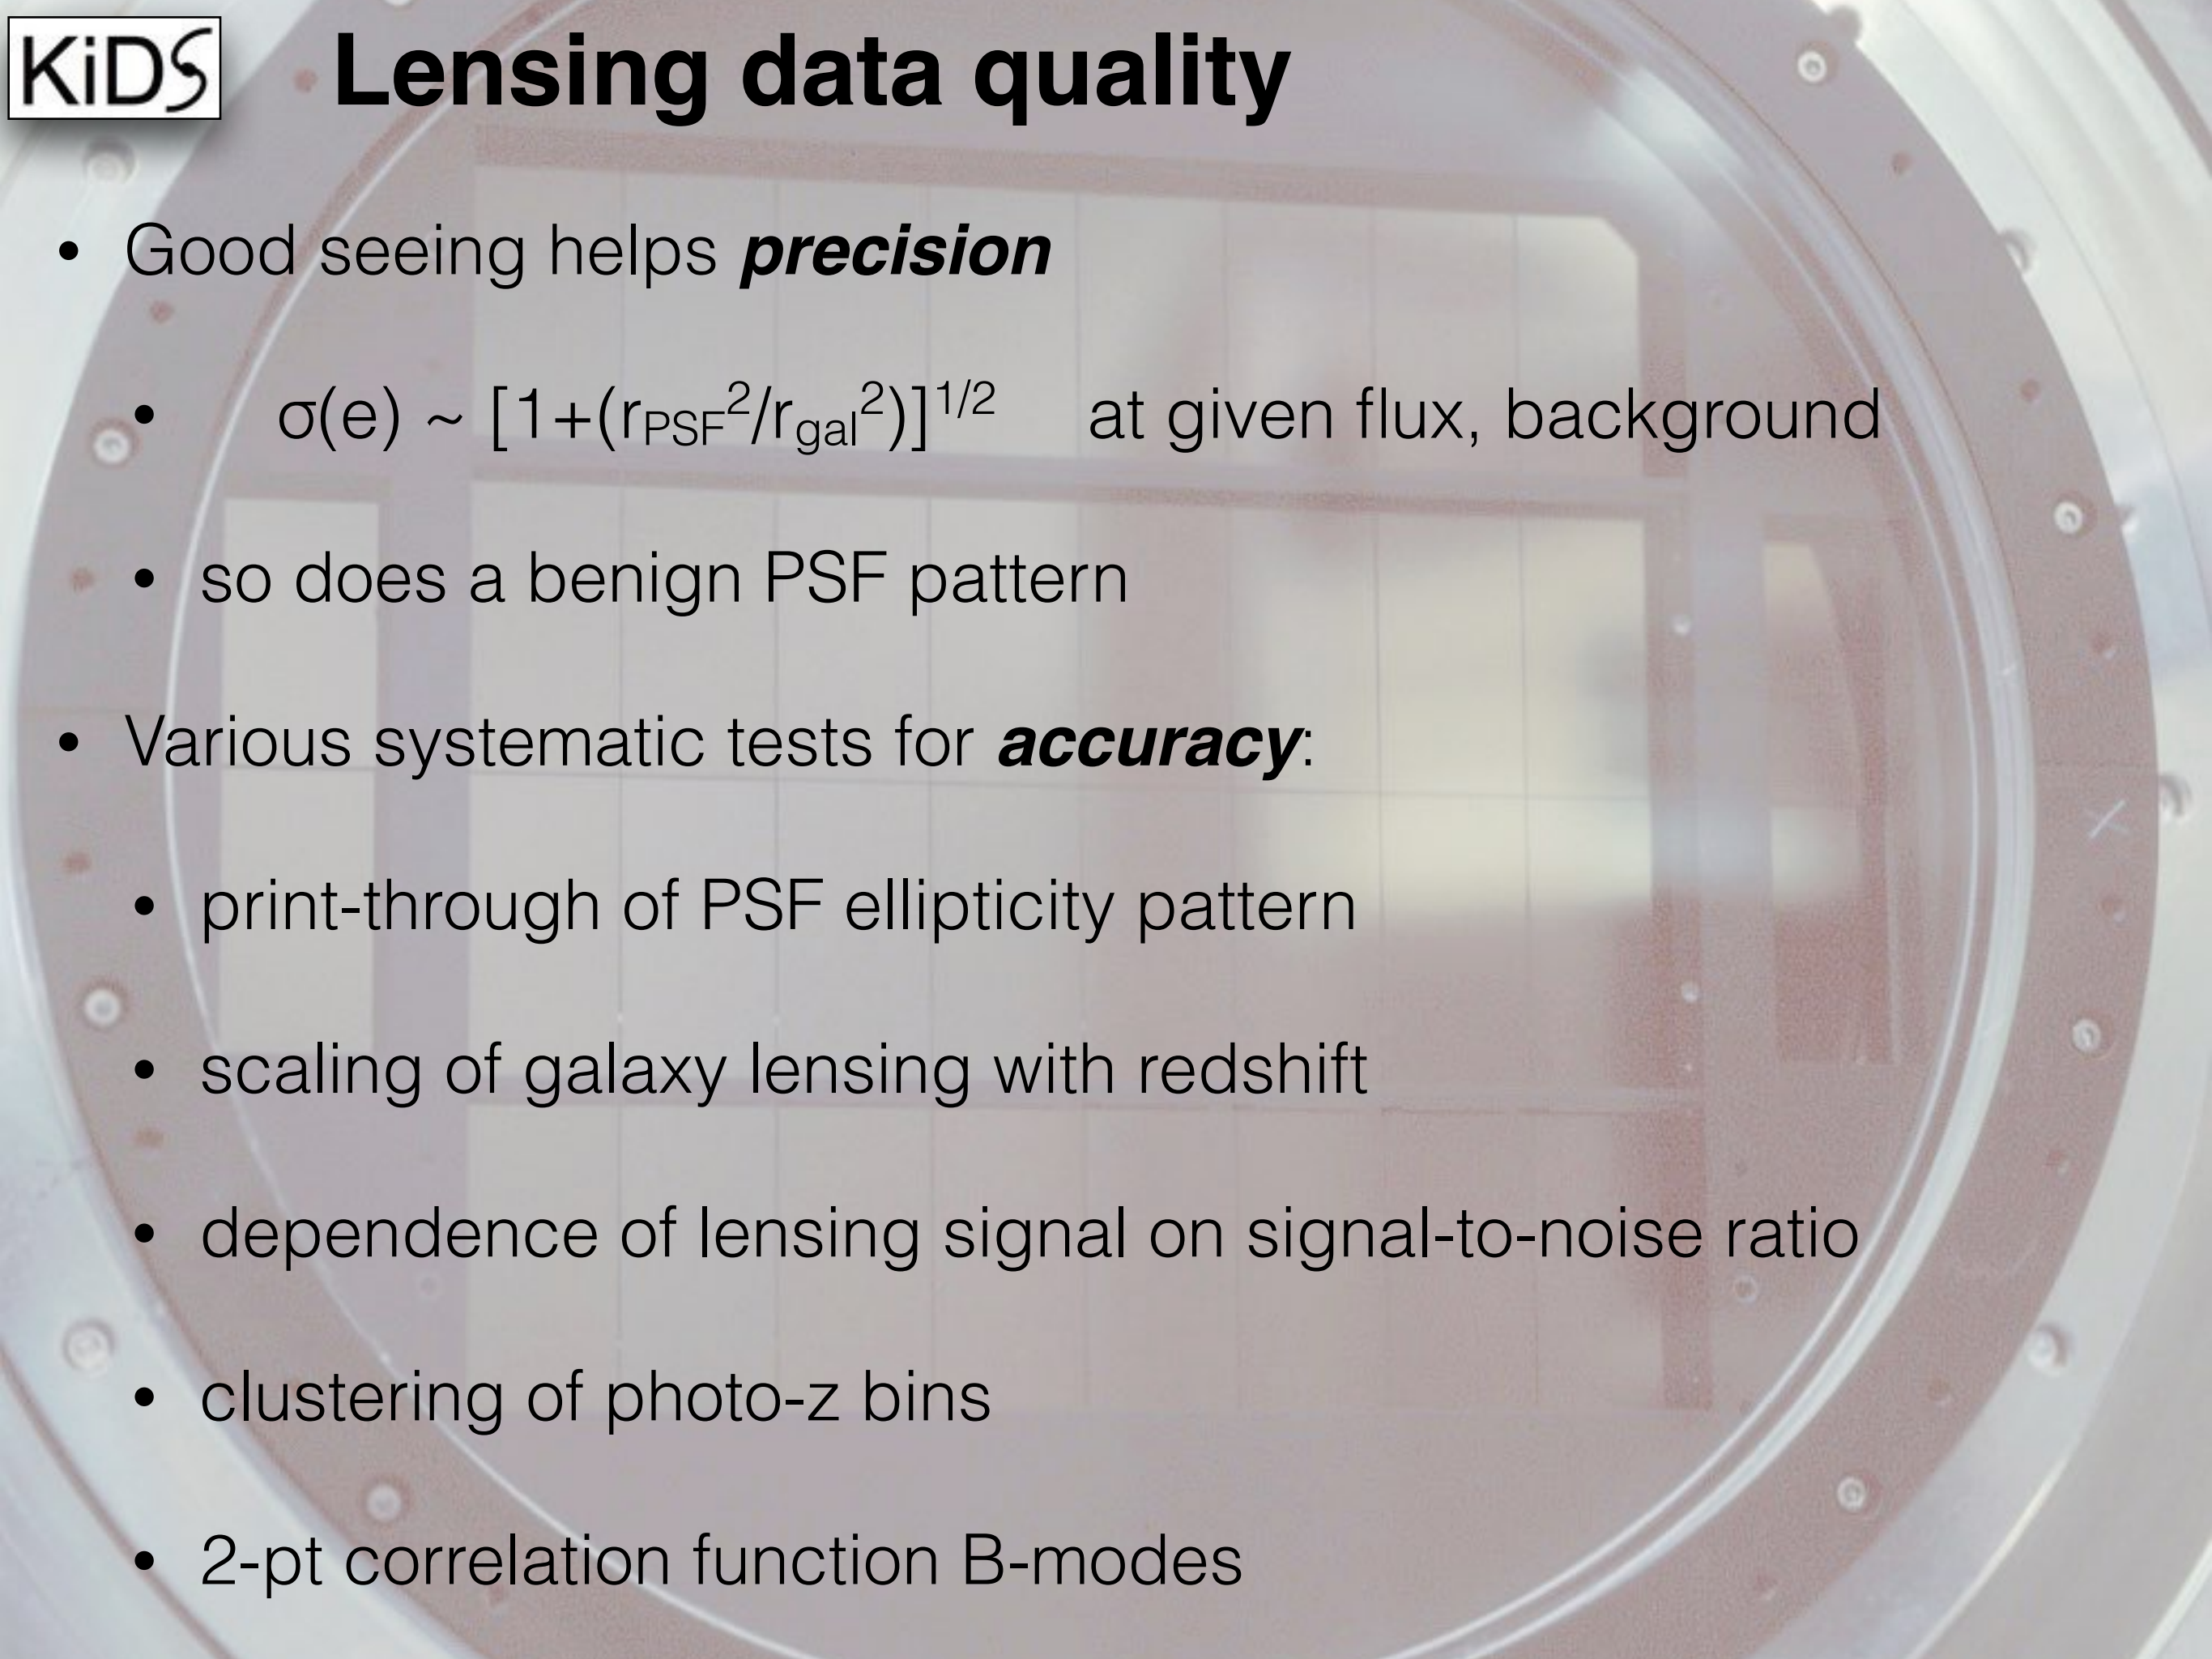 KiDS
Lensing data quality
• Good seeing helps precision
• σ(e) ~ [1+(r_PSF²/r_gal²)]^1/2 at given flux, background
• so does a benign PSF pattern
• Various systematic tests for accuracy:
• print-through of PSF ellipticity pattern
• scaling of galaxy lensing with redshift
• dependence of lensing signal on signal-to-noise ratio
• clustering of photo-z bins
• 2-pt correlation function B-modes